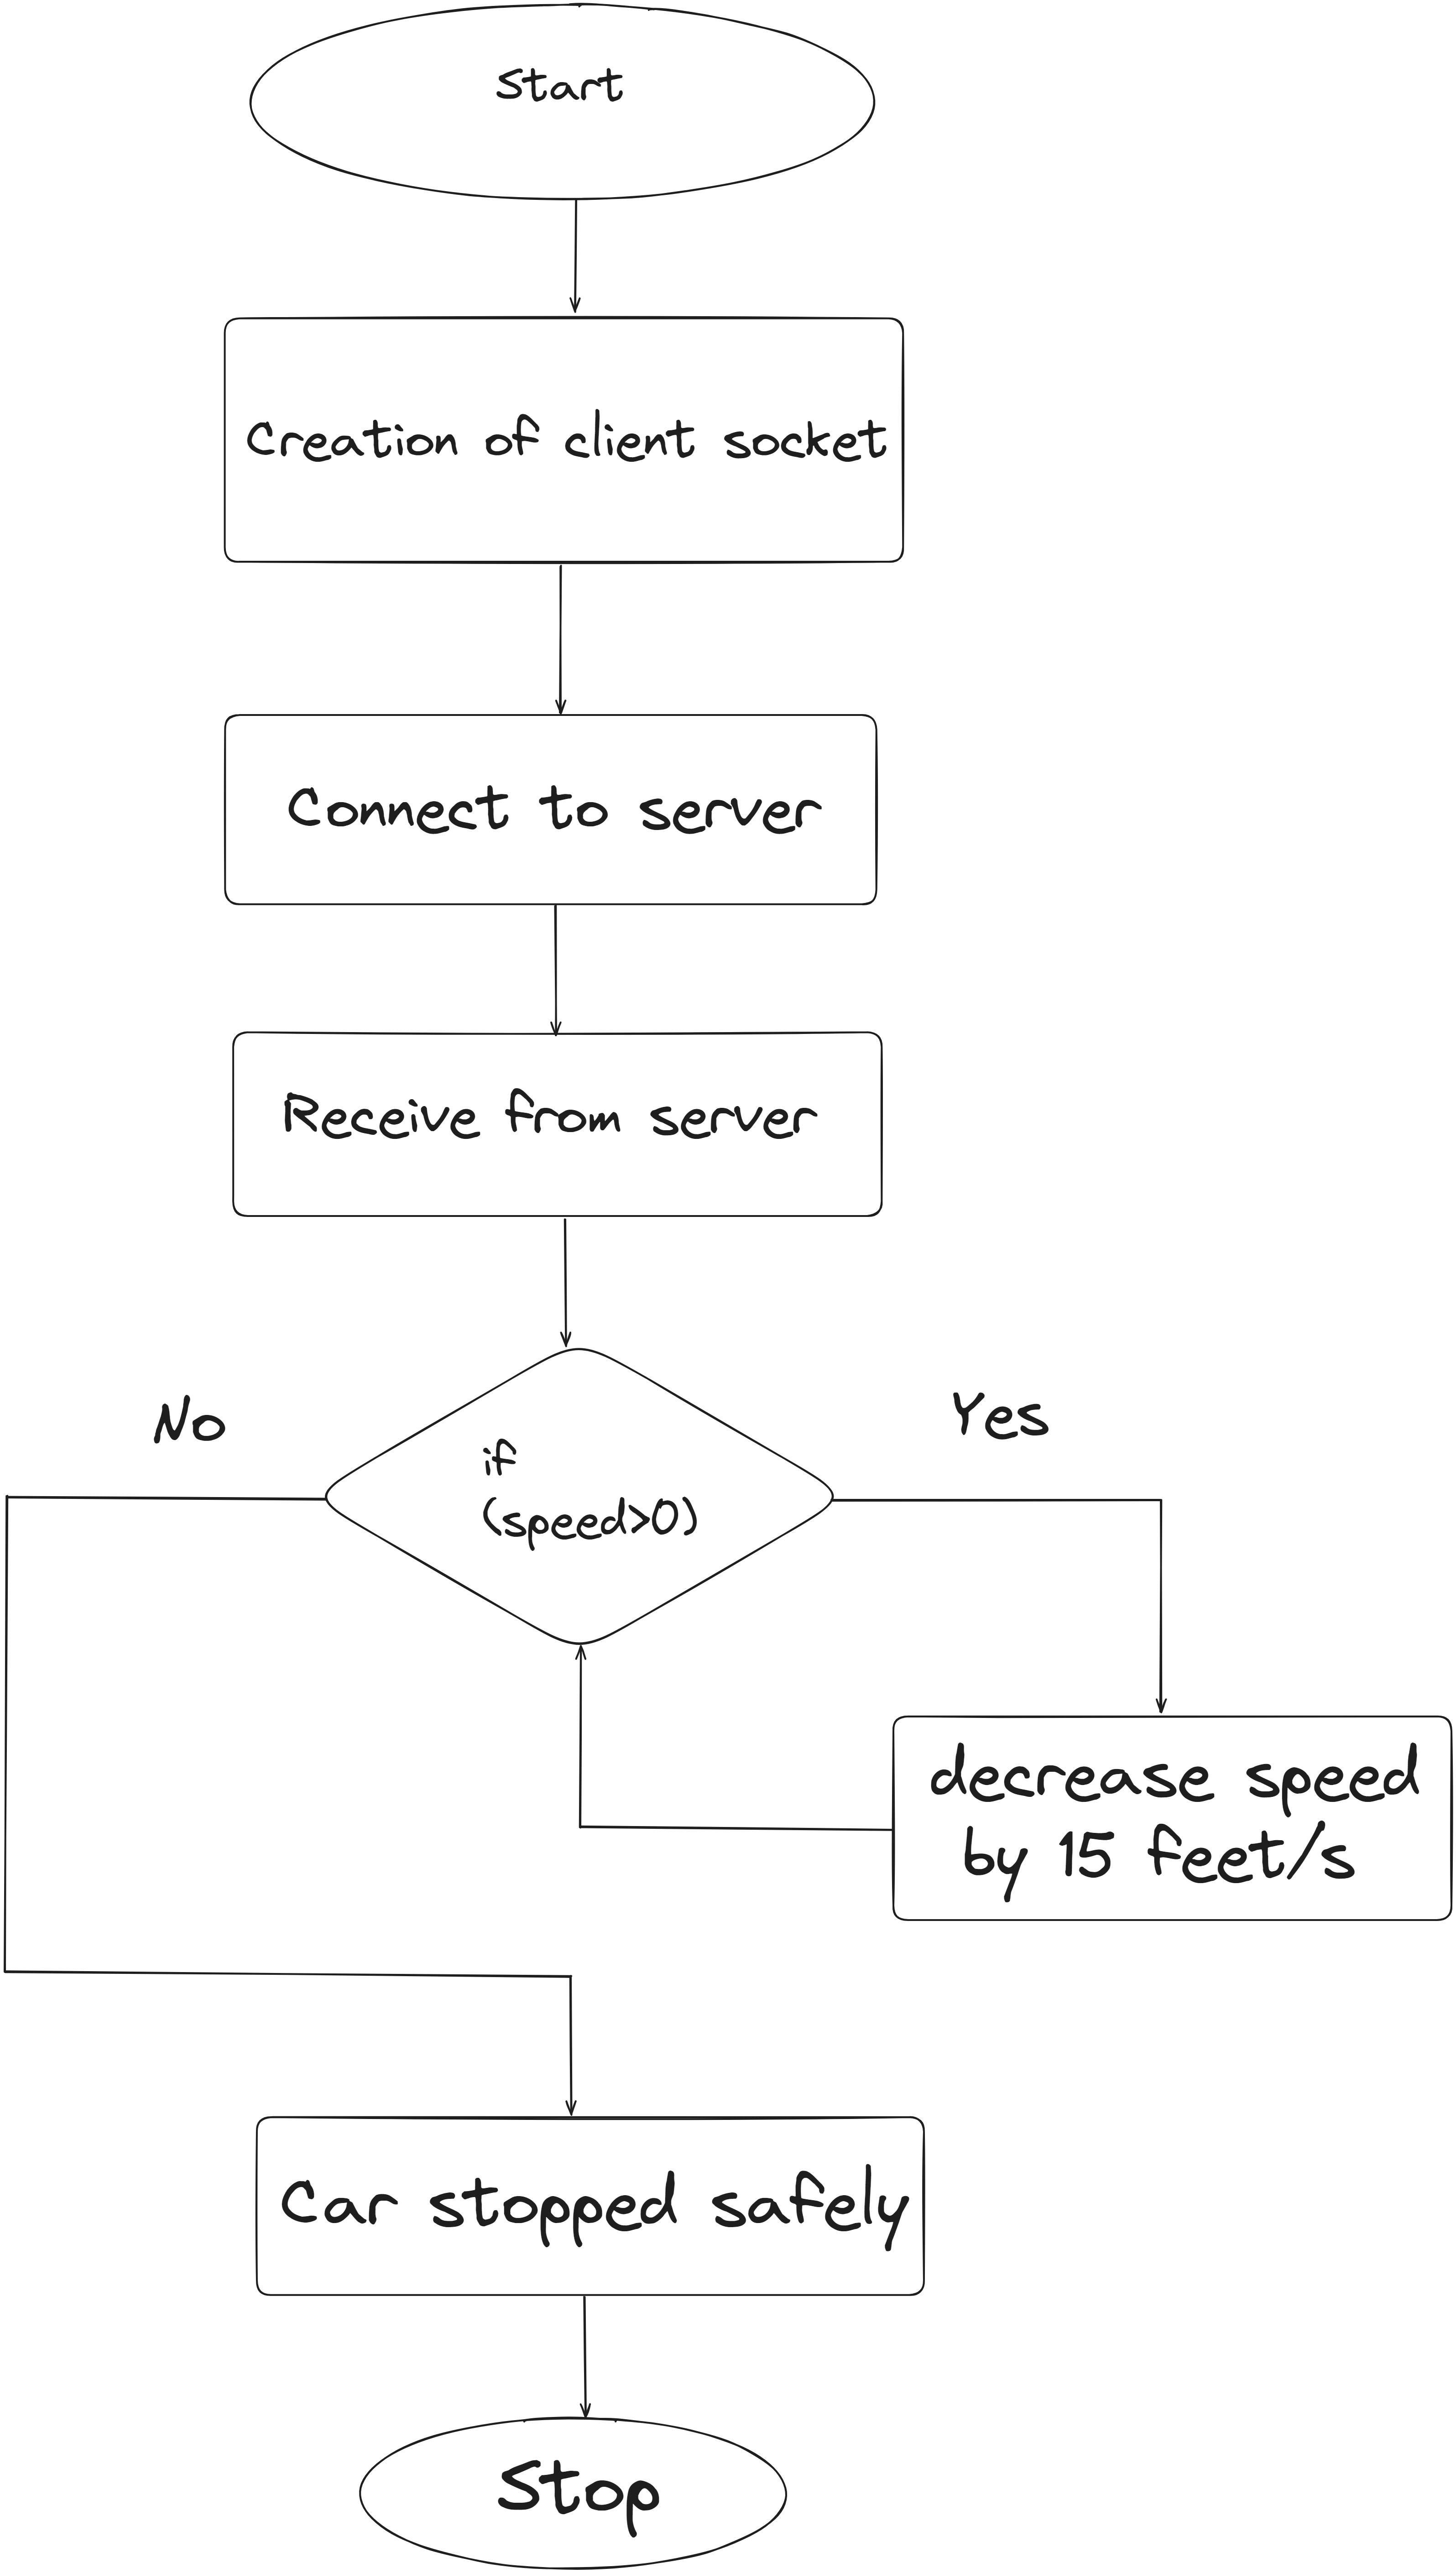 Start
Creation of client socket
Connect to server
Receive from server
No
Yes
if
(speed>0)
decrease speed
by 15 feet/s
Car stopped safely
Stop